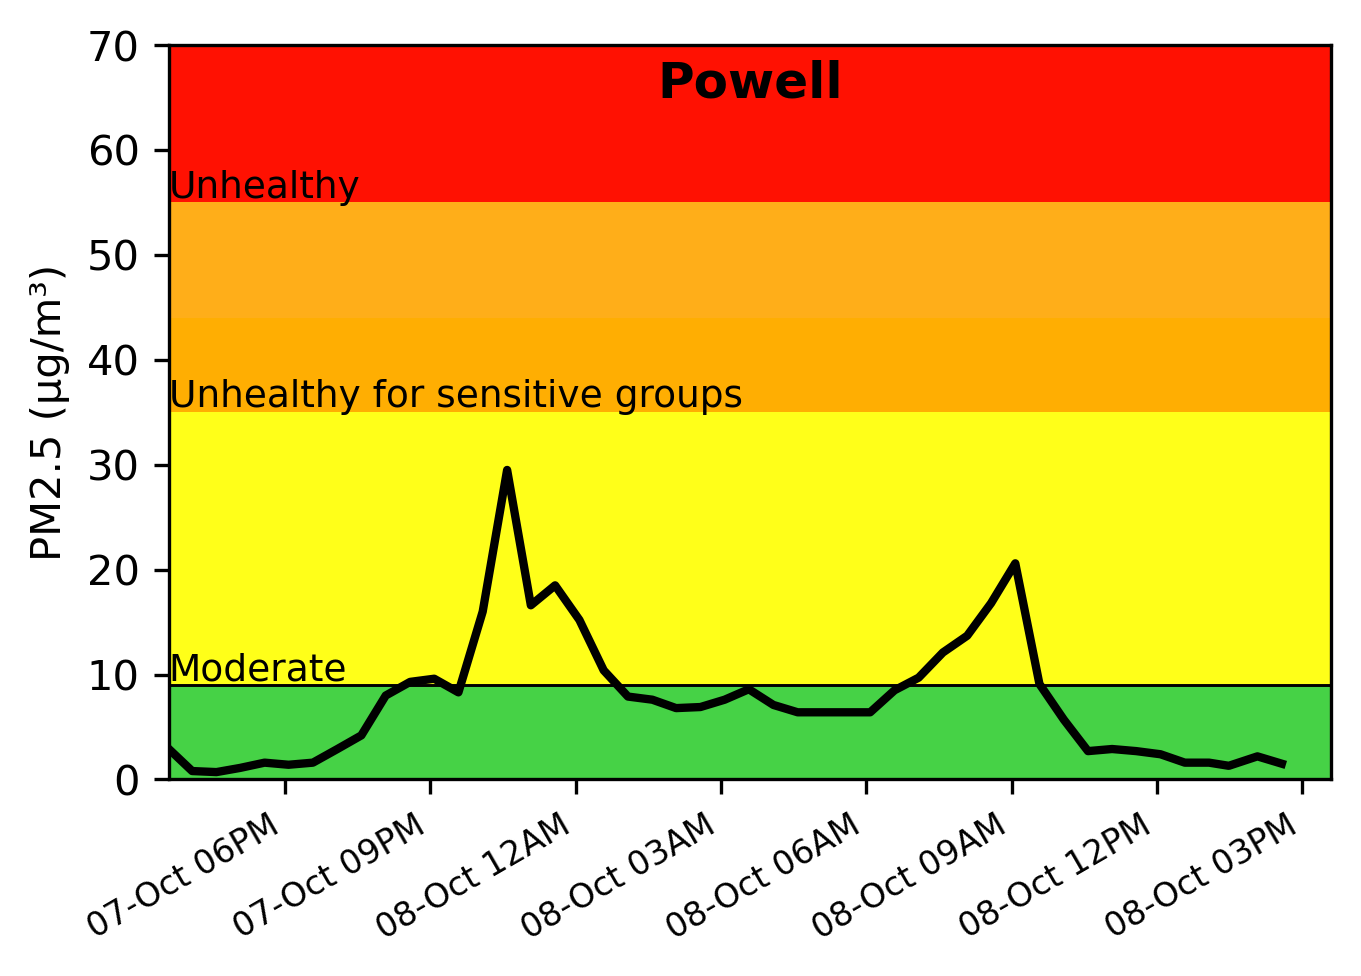 Powell
70
60
50
40
30
20
10
0
PM2.5 (µg/m³)
Unhealthy
Unhealthy for sensitive groups
Moderate
07-Oct 06PM
07-Oct 09PM
08-Oct 12AM
08-Oct 03AM
08-Oct 06AM
08-Oct 09AM
08-Oct 12PM
08-Oct 03PM